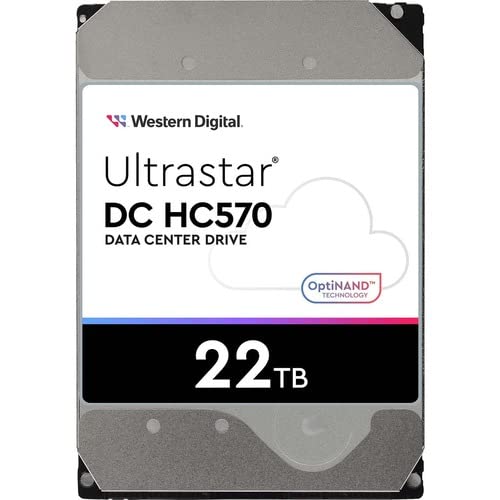 Western Digital.
Ultrastar®
DC HC570
DATA CENTER DRIVE
OptiNAND™
TECHNOLOGY
22TB